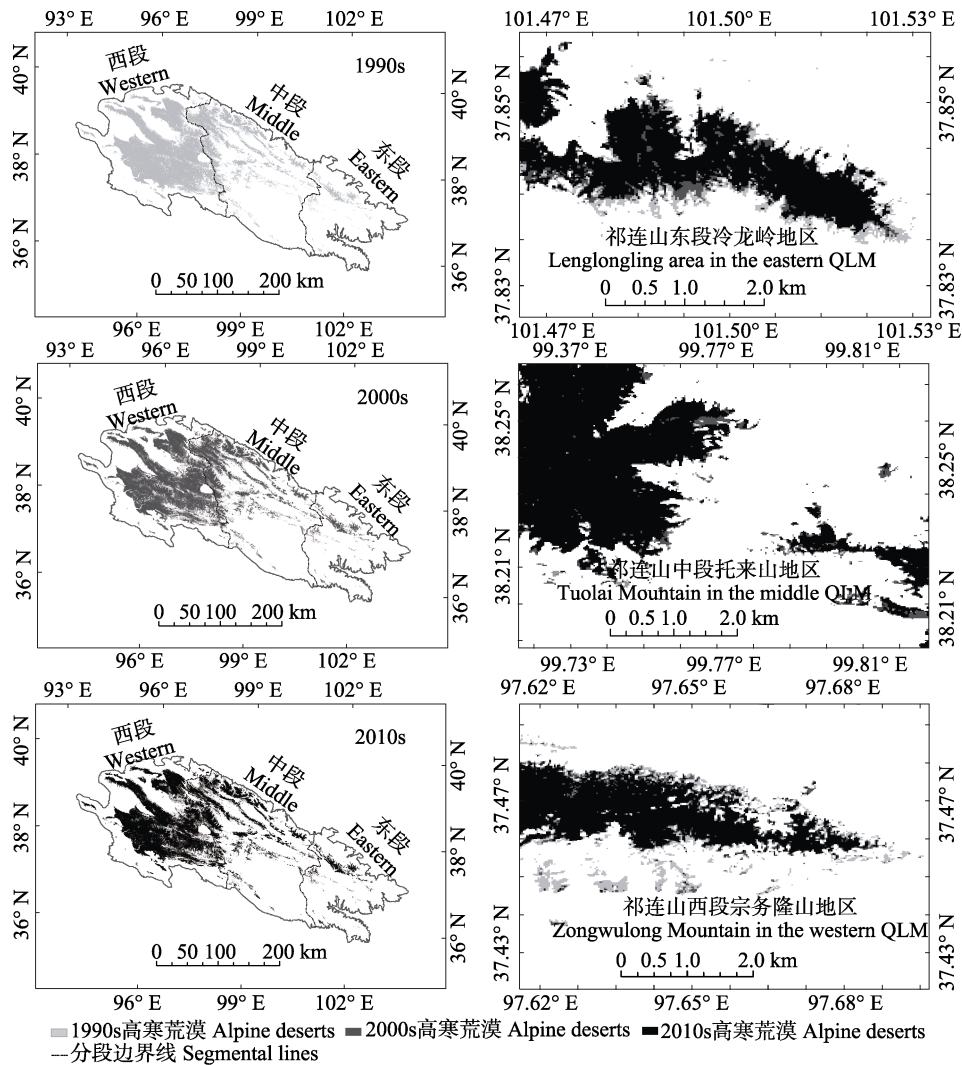 93° E 96° E 99° E 102° E
101.47° E 101.50° E 101.53° E
40° N
38° N
36° N
西段
Western
中段
Middle
东段
Eastern
1990s
40° N
38° N
36° N
0 50 100 200 km
96° E 99° E 102° E
37.85° N
37.83° N
祁连山东段冷龙岭地区
Lenglongling area in the eastern QLM
0 0.5 1.0 2.0 km
37.85° N
37.83° N
101.47° E 101.50° E 101.53° E
93° E 96° E 99° E 102° E
99.37° E 99.77° E 99.81° E
40° N
38° N
36° N
西段
Western
中段
Middle
东段
Eastern
2000s
40° N
38° N
36° N
0 50 100 200 km
96° E 99° E 102° E
38.25° N
38.21° N
祁连山中段托来山地区
Tuolai Mountain in the middle QLM
0 0.5 1.0 2.0 km
38.25° N
38.21° N
99.73° E 99.77° E 99.81° E
93° E 96° E 99° E 102° E
97.62° E 97.65° E 97.68° E
40° N
38° N
36° N
西段
Western
中段
Middle
东段
Eastern
2010s
40° N
38° N
36° N
0 50 100 200 km
96° E 99° E 102° E
37.47° N
37.43° N
祁连山西段宗务隆山地区
Zongwulong Mountain in the western QLM
0 0.5 1.0 2.0 km
37.47° N
37.43° N
97.62° E 97.65° E 97.68° E
1990s高寒荒漠 Alpine deserts 2000s高寒荒漠 Alpine deserts 2010s高寒荒漠 Alpine deserts
分段边界线 Segmental lines